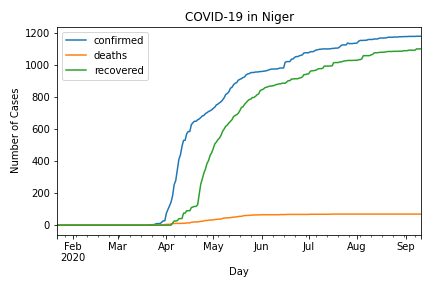 COVID-19 in Niger
1200
1000
800
600
400
200
0
Number of Cases
confirmed
deaths
recovered
Feb Mar Apr May Jun Jul Aug Sep
2020
Day